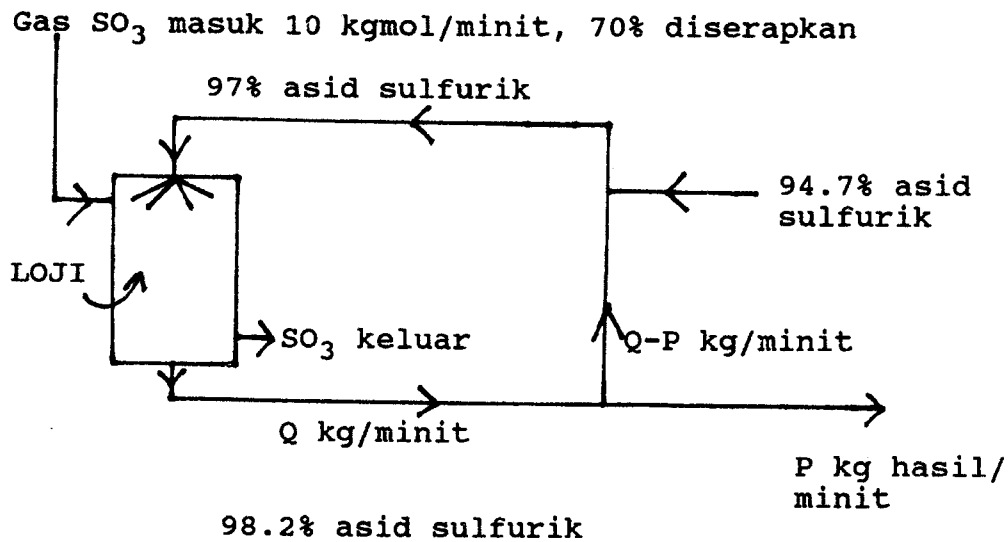 Gas SO₃ masuk 10 kgmol/minit, 70% diserapkan
97% asid sulfurik
94.7% asid
sulfurik
LOJI
SO₃ keluar
Q-P kg/minit
Q kg/minit
P kg hasil/
minit
98.2% asid sulfurik